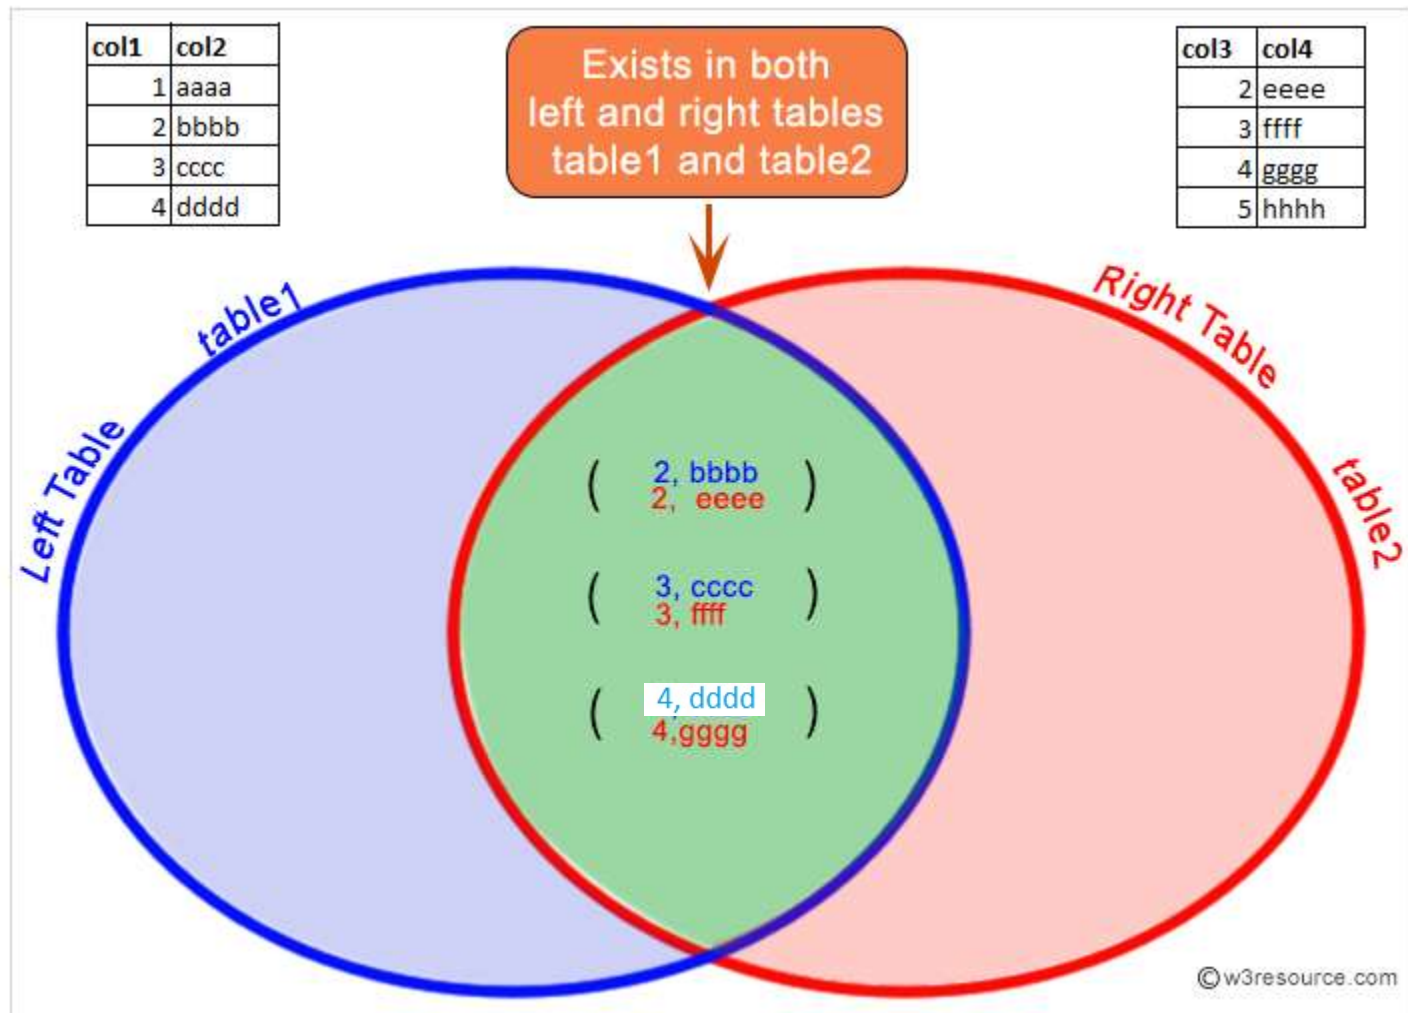 col1 col2
1 aaaa
2 bbbb
3 cccc
4 dddd
Exists in both
left and right tables
table1 and table2
col3 col4
2 eeee
3 ffff
4 gggg
5 hhhh
Left Table
table1
Right Table
table2
( 2, bbbb )
2, eeee
( 3, cccc )
3, ffff
( 4, dddd )
4,gggg
©w3resource.com